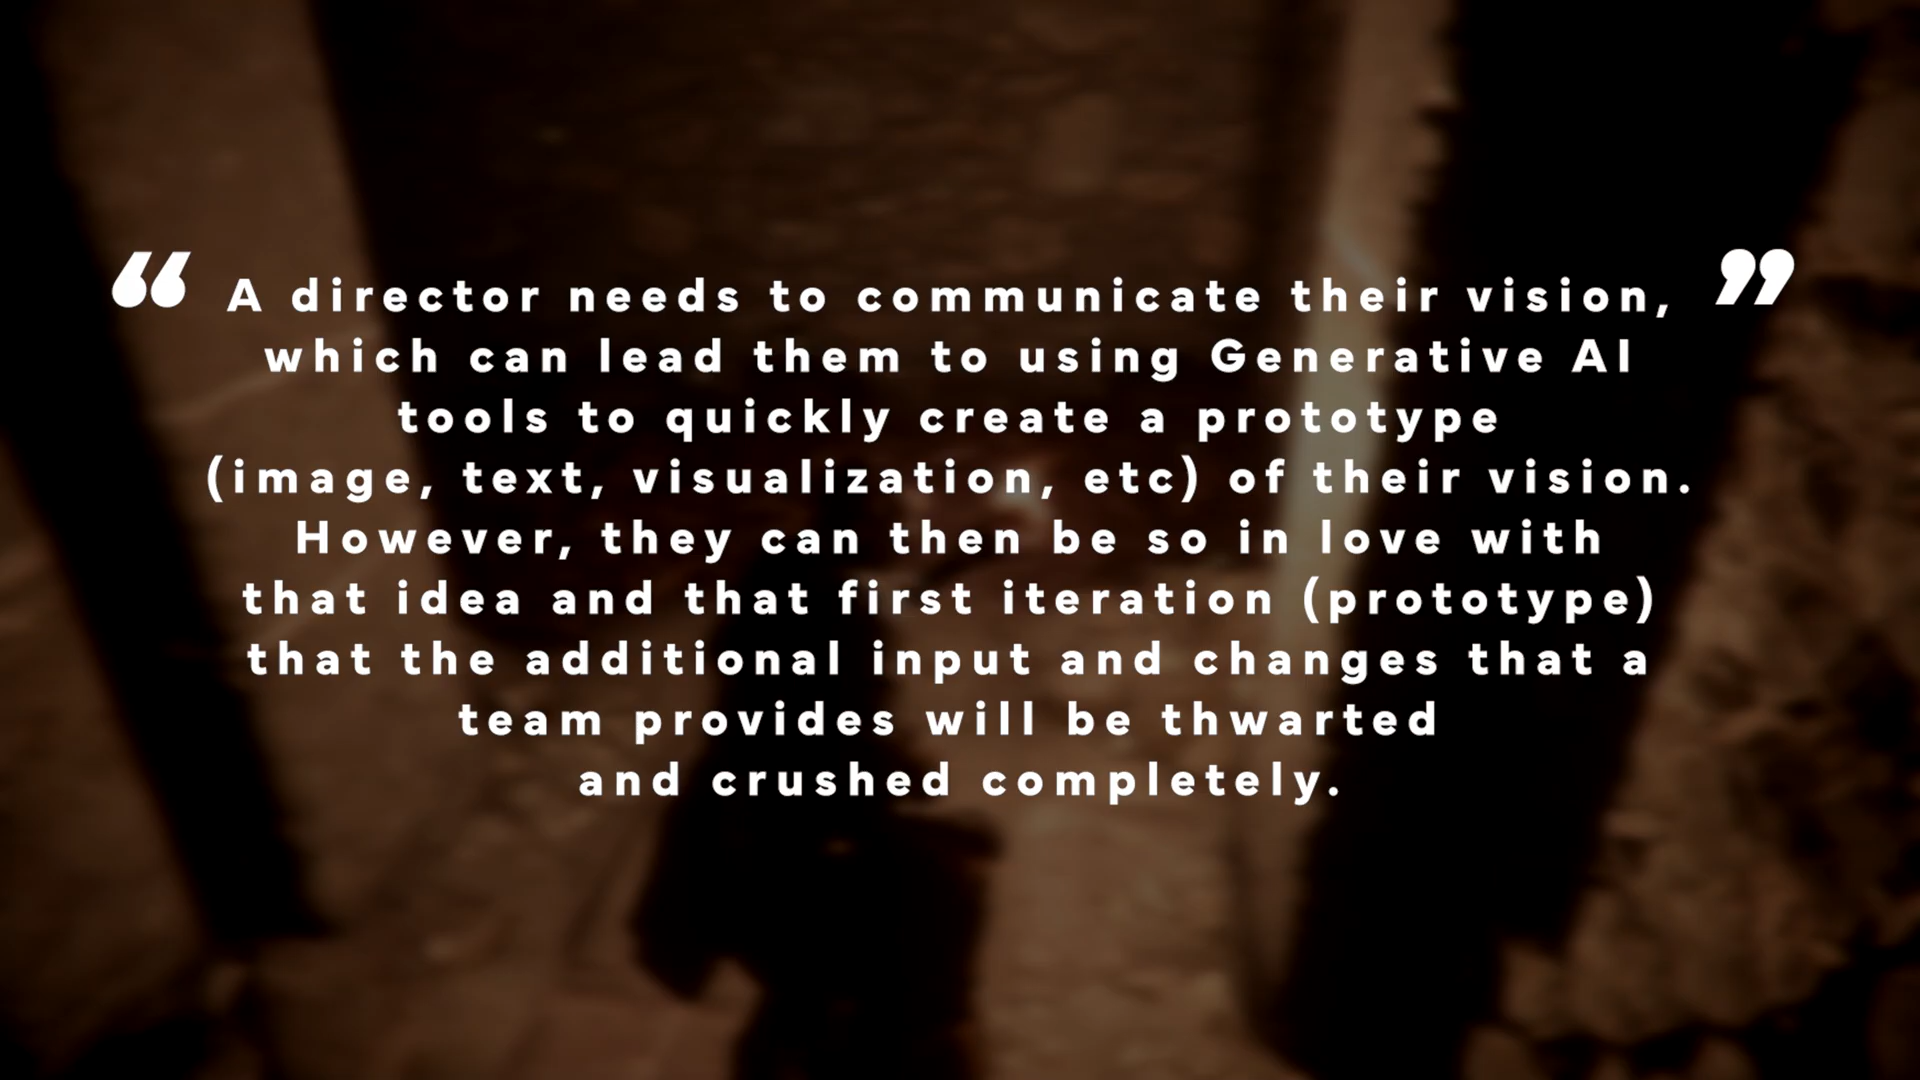 “ A director needs to communicate their vision, ”
which can lead them to using Generative AI
tools to quickly create a prototype
(image, text, visualization, etc) of their vision.
However, they can then be so in love with
that idea and that first iteration (prototype)
that the additional input and changes that a
team provides will be thwarted
and crushed completely.